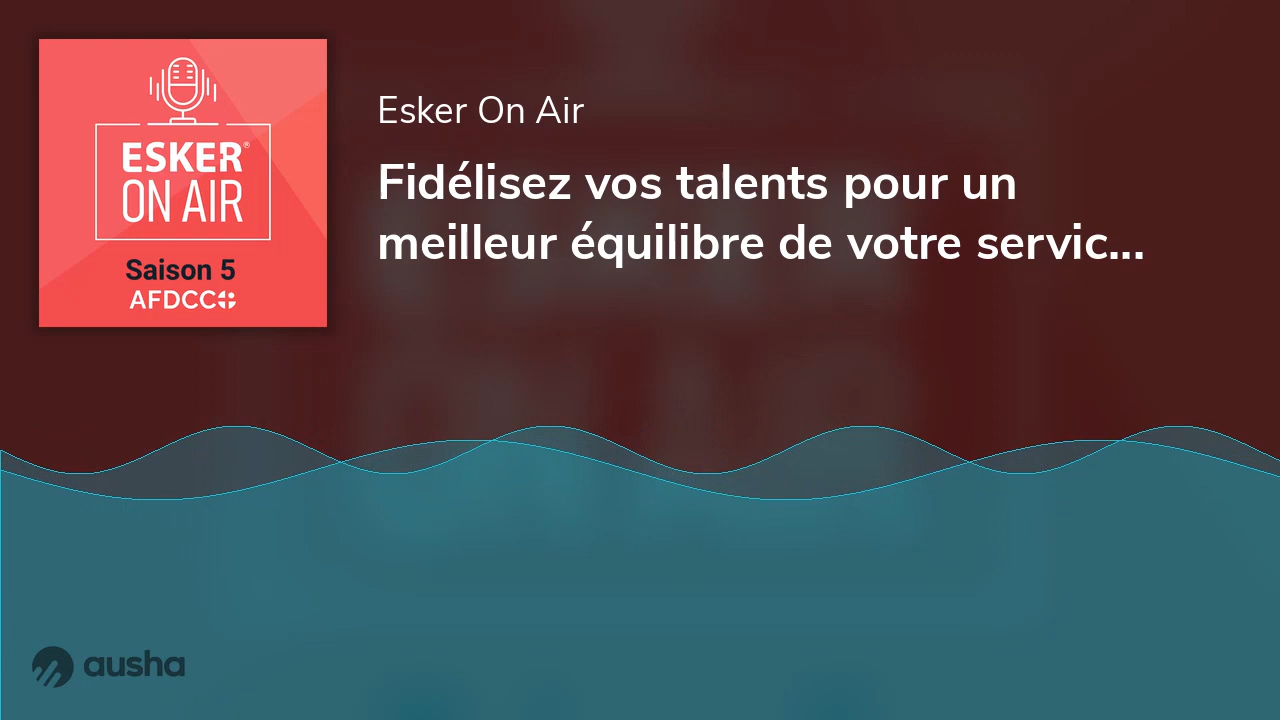 ESKER®
ON AIR
Saison 5
AFDCC
Esker On Air
Fidélisez vos talents pour un
meilleur équilibre de votre servic...
ausha